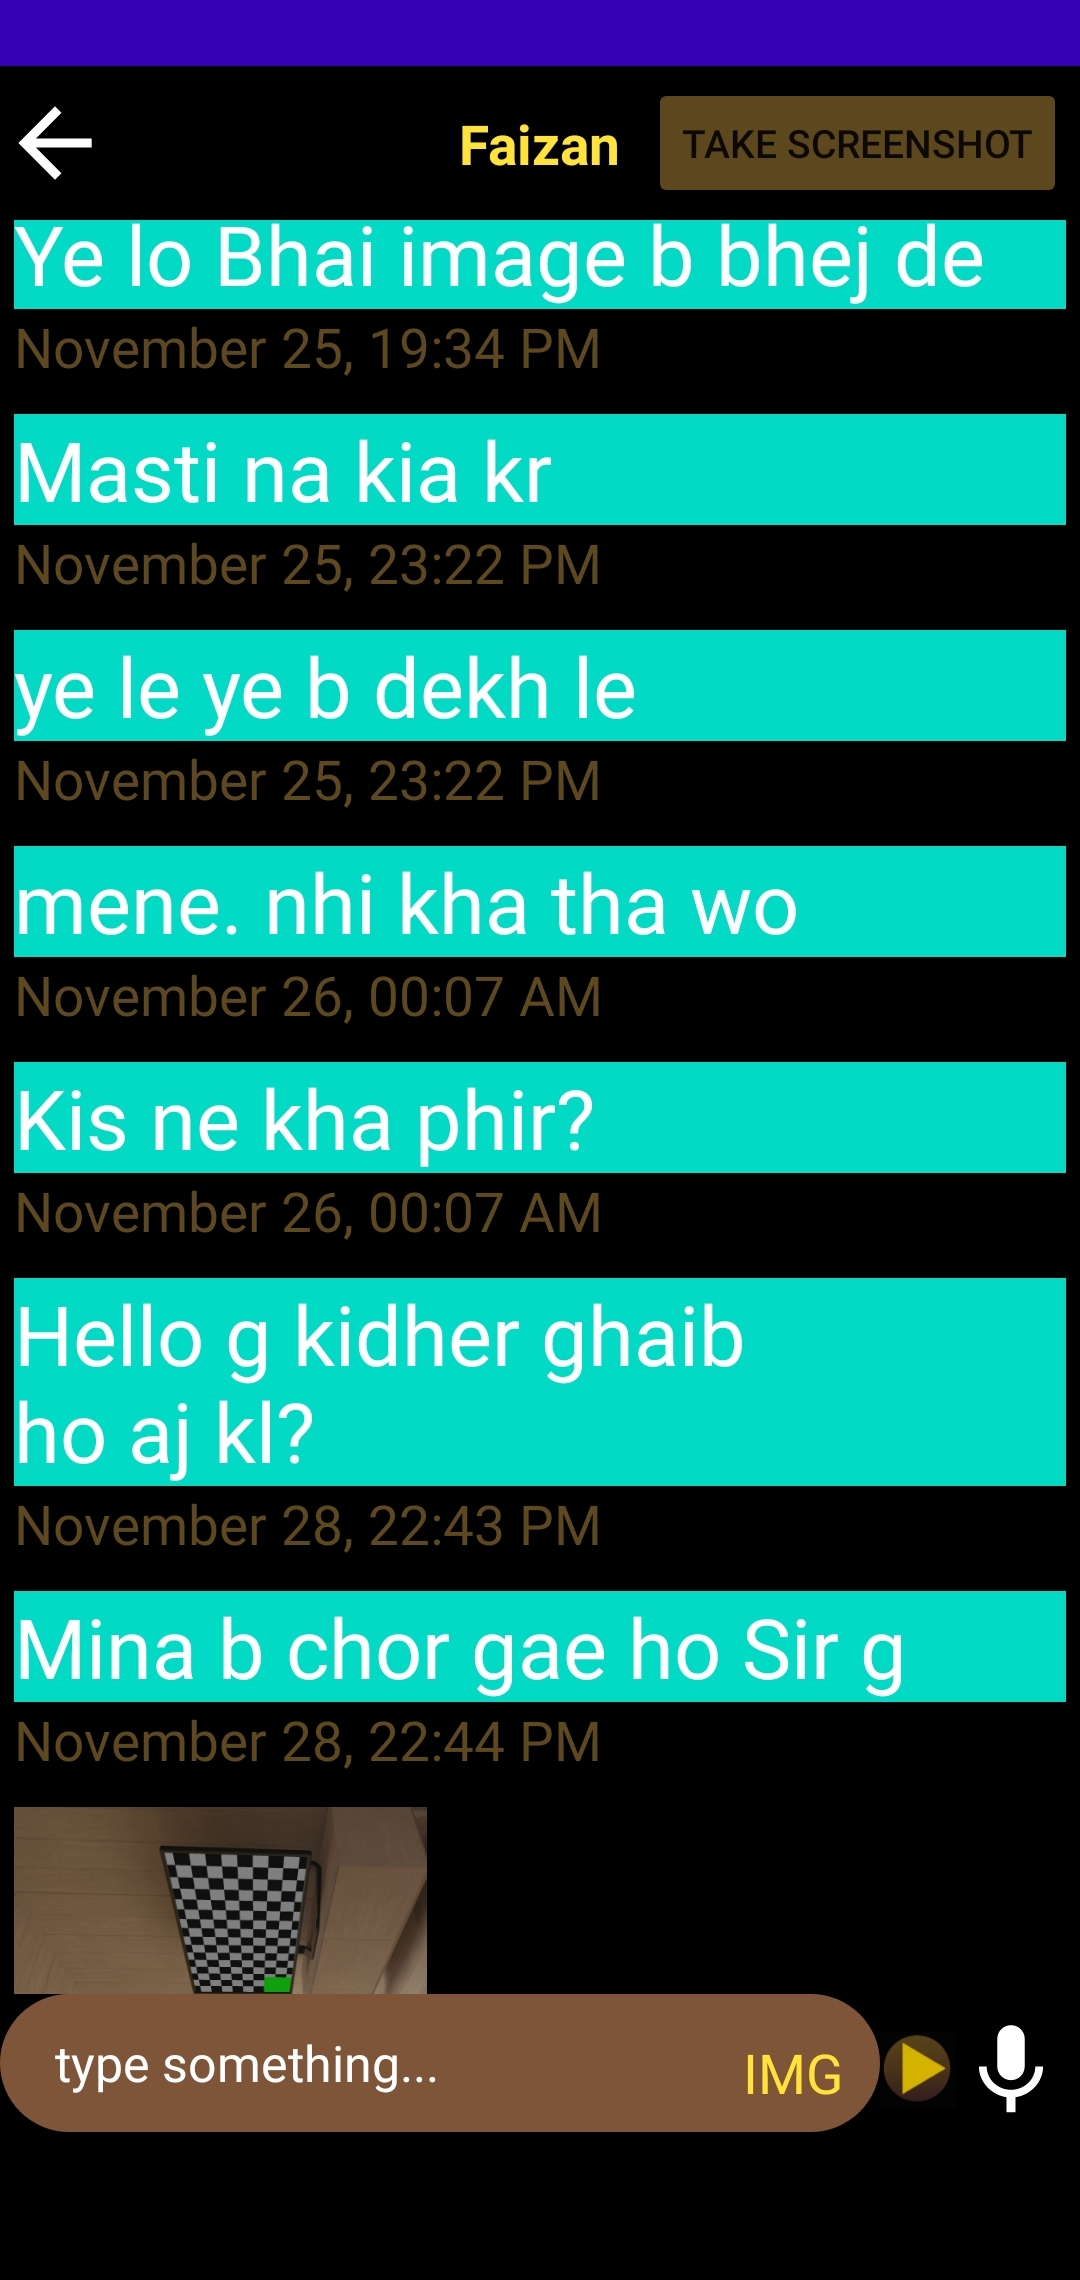 Faizan
TAKE SCREENSHOT
Ye lo Bhai image b bhej de
November 25, 19:34 PM
Masti na kia kr
November 25, 23:22 PM
ye le ye b dekh le
November 25, 23:22 PM
mene. nhi kha tha wo
November 26, 00:07 AM
Kis ne kha phir?
November 26, 00:07 AM
Hello g kidher ghaib
ho aj kl?
November 28, 22:43 PM
Mina b chor gae ho Sir g
November 28, 22:44 PM
type something...
IMG